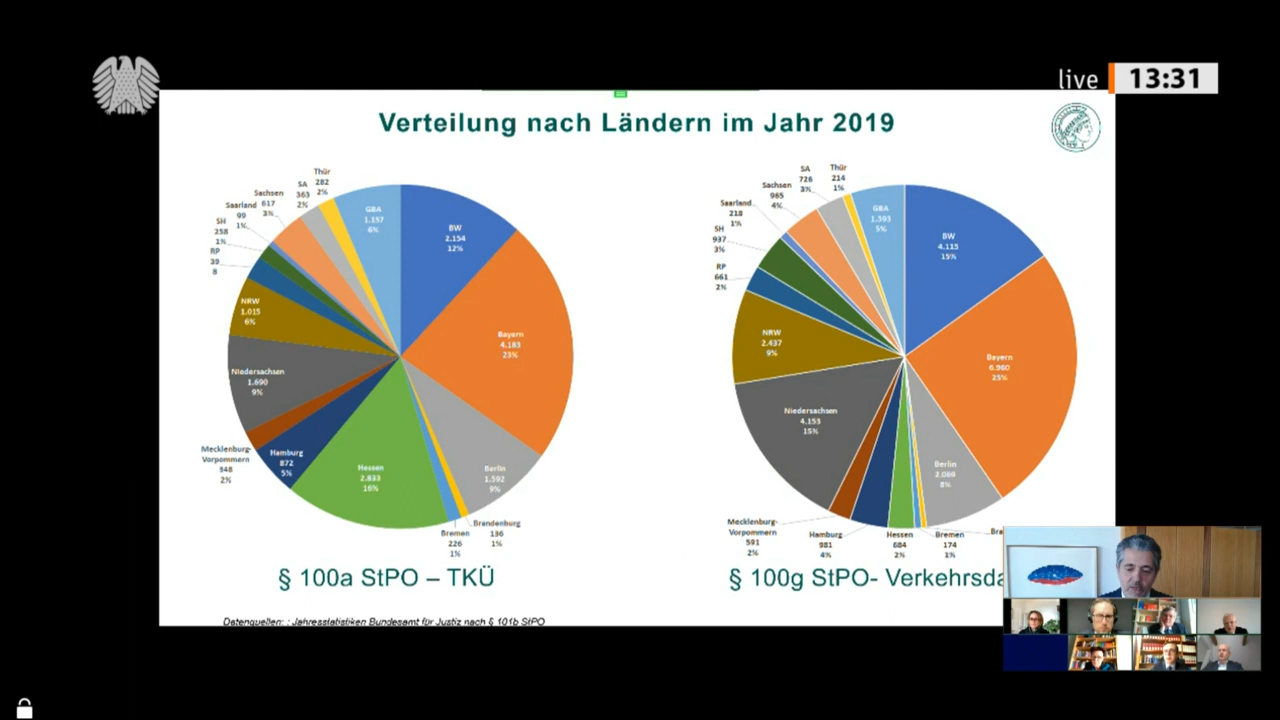 live 13:31
Verteilung nach Ländern im Jahr 2019
Thür
282
2%
SA
363
2%
Sachsen
617
3%
Saarland
99
1%
SH
258
1%
RP
39
8
NRW
1.015
6%
Niedersachsen
1.690
9%
Mecklenburg-
Vorpommern
348
2%
Hamburg
872
5%
Hessen
2.833
16%
Bremen
226
1%
Brandenburg
136
1%
Berlin
1.592
9%
Bayern
4.183
23%
BW
2.154
12%
GBA
1.157
6%
§ 100a StPO – TKÜ
Thür
214
1%
SA
726
3%
Sachsen
965
4%
Saarland
218
1%
SH
937
3%
RP
661
2%
NRW
2.437
9%
Niedersachsen
4.153
15%
Mecklenburg-
Vorpommern
591
2%
Hamburg
981
4%
Hessen
684
2%
Bremen
174
1%
Bra
Berlin
2.069
8%
Bayern
6.960
25%
BW
4.115
15%
GBA
1.393
5%
§ 100g StPO- Verkehrsda
Datenquellen: : Jahresstatistiken Bundesamt für Justiz nach § 101b StPO